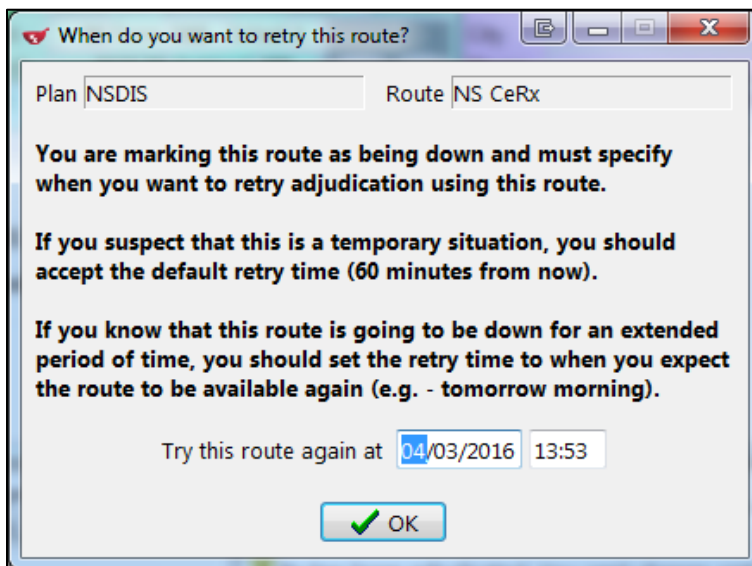 When do you want to retry this route?
Plan NSDIS Route NS CeRx
You are marking this route as being down and must specify
when you want to retry adjudication using this route.
If you suspect that this is a temporary situation, you should
accept the default retry time (60 minutes from now).
If you know that this route is going to be down for an extended
period of time, you should set the retry time to when you expect
the route to be available again (e.g. - tomorrow morning).
Try this route again at 04/03/2016 13:53
OK